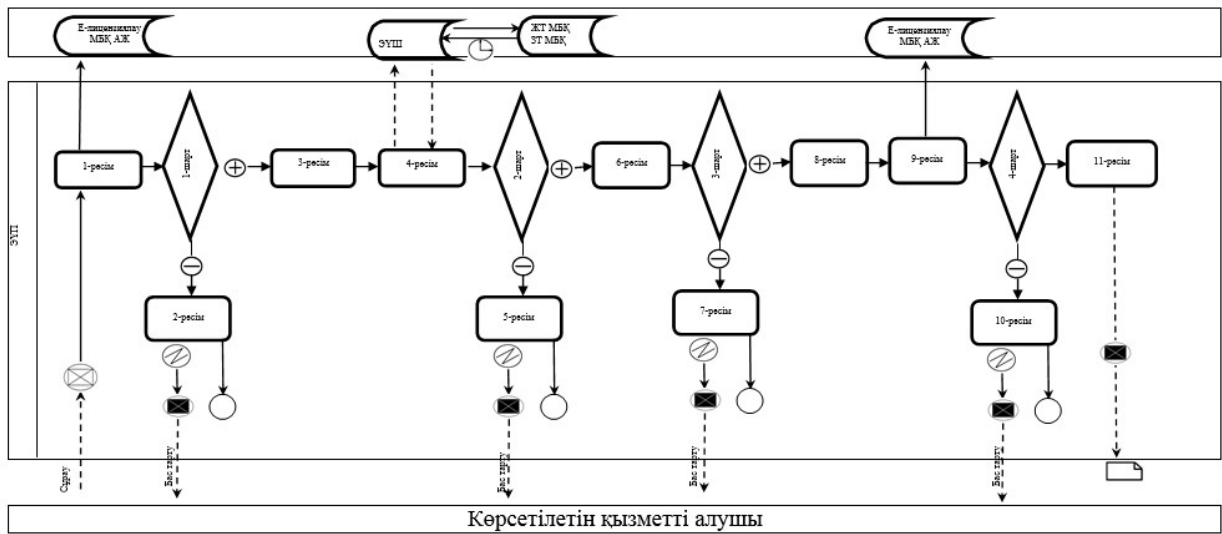 Е-лицензиялау
МБҚ АЖ
ЭҮШ
ЖТ МБҚ
ЗТ МБҚ
Е-лицензиялау
МБҚ АЖ
ЭҮП
1-рәсім
1-шарт
3-рәсім
4-рәсім
2-шарт
6-рәсім
3-шарт
8-рәсім
9-рәсім
4-шарт
11-рәсім
2-рәсім
5-рәсім
7-рәсім
10-рәсім
Сұрау
Бас тарту
Бас тарту
Бас тарту
Бас тарту
Көрсетілетін қызметті алушы